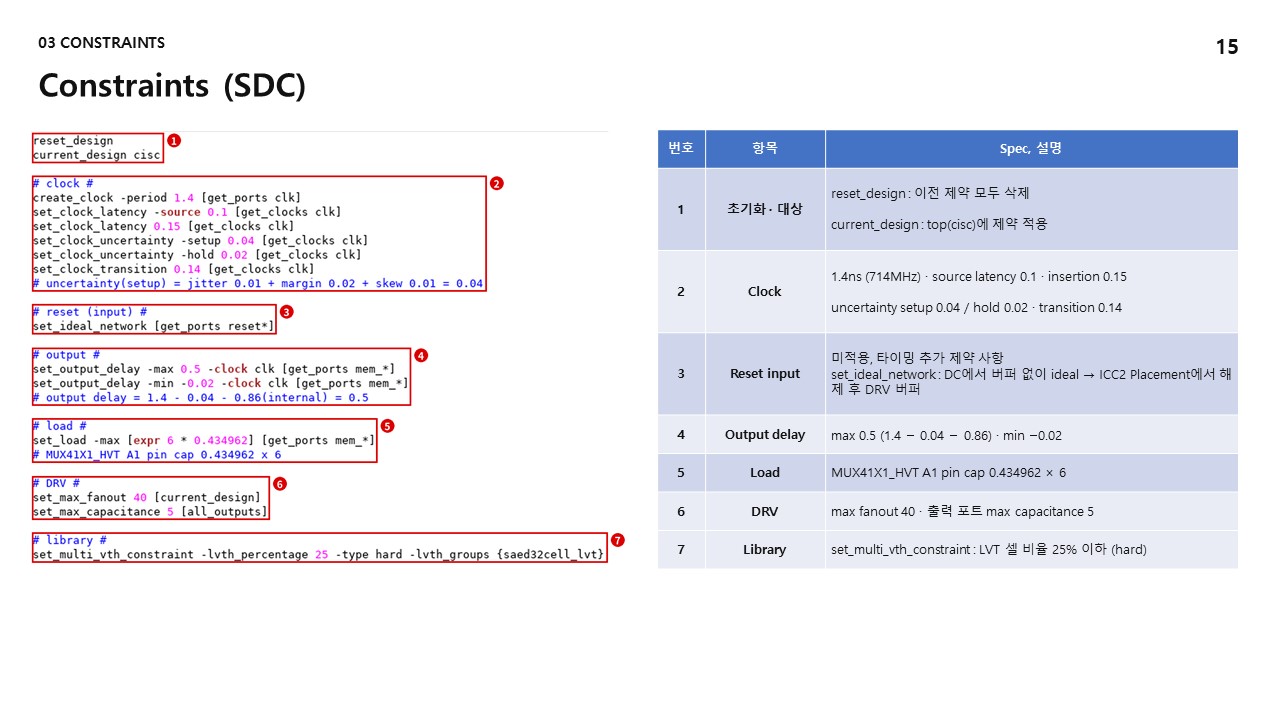 03 CONSTRAINTS
15
Constraints (SDC)
reset_design
current_design cisc
1
# clock #
create_clock -period 1.4 [get_ports clk]
set_clock_latency -source 0.1 [get_clocks clk]
set_clock_latency 0.15 [get_clocks clk]
set_clock_uncertainty -setup 0.04 [get_clocks clk]
set_clock_uncertainty -hold 0.02 [get_clocks clk]
set_clock_transition 0.14 [get_clocks clk]
# uncertainty(setup) = jitter 0.01 + margin 0.02 + skew 0.01 = 0.04
2
# reset (input) #
set_ideal_network [get_ports reset*]
3
# output #
set_output_delay -max 0.5 -clock clk [get_ports mem_*]
set_output_delay -min -0.02 -clock clk [get_ports mem_*]
# output delay = 1.4 - 0.04 - 0.86(internal) = 0.5
4
# load #
set_load -max [expr 6 * 0.434962] [get_ports mem_*]
# MUX41X1_HVT A1 pin cap 0.434962 x 6
5
# DRV #
set_max_fanout 40 [current_design]
set_max_capacitance 5 [all_outputs]
6
# library #
set_multi_vth_constraint -lvth_percentage 25 -type hard -lvth_groups {saed32cell_lvt}
7
번호 항목 Spec, 설명
1 초기화 · 대상 reset_design : 이전 제약 모두 삭제
current_design : top(cisc)에 제약 적용
2 Clock 1.4ns (714MHz) · source latency 0.1 · insertion 0.15
uncertainty setup 0.04 / hold 0.02 · transition 0.14
3 Reset input 미적용, 타이밍 추가 제약 사항
set_ideal_network : DC에서 버퍼 없이 ideal → ICC2 Placement에서 해
제 후 DRV 버퍼
4 Output delay max 0.5 (1.4 − 0.04 − 0.86) · min −0.02
5 Load MUX41X1_HVT A1 pin cap 0.434962 × 6
6 DRV max fanout 40 · 출력 포트 max capacitance 5
7 Library set_multi_vth_constraint : LVT 셀 비율 25% 이하 (hard)